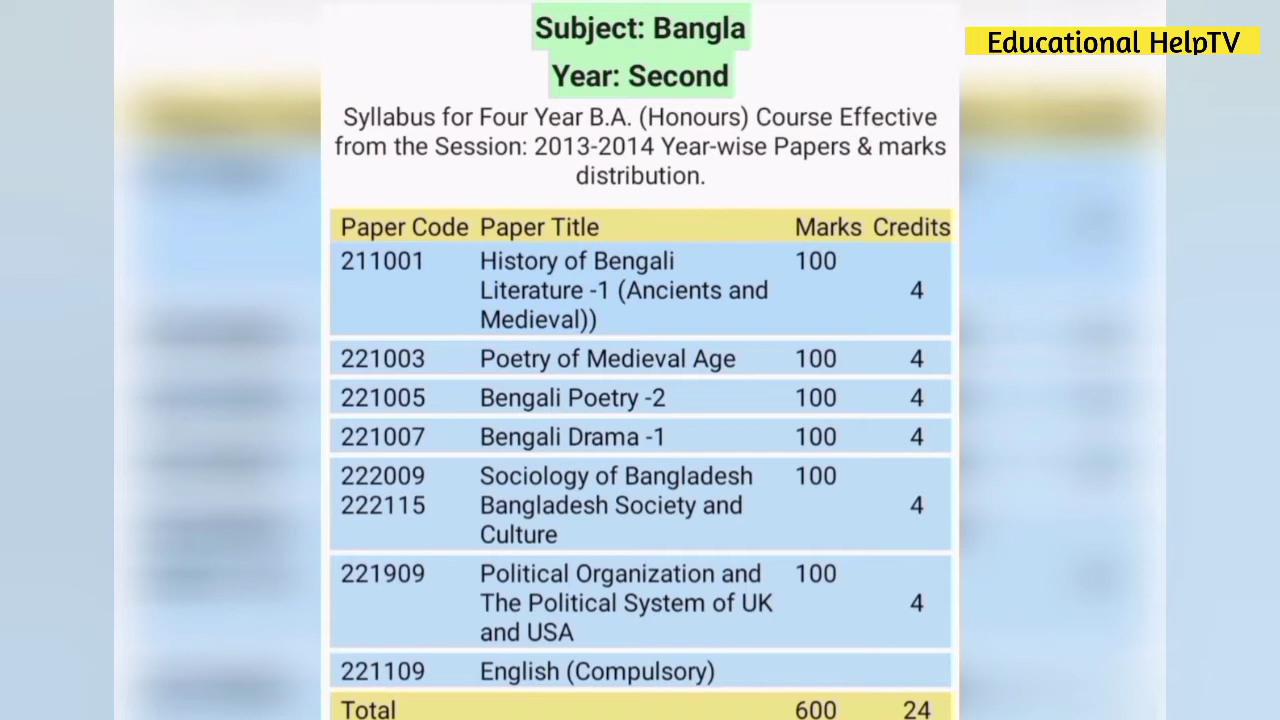 Subject: Bangla
Educational HelpTV
Year: Second
Syllabus for Four Year B.A. (Honours) Course Effective
from the Session: 2013-2014 Year-wise Papers & marks
distribution.
Paper Code Paper Title Marks Credits
211001 History of Bengali 100
Literature -1 (Ancients and 4
Medieval))
221003 Poetry of Medieval Age 100 4
221005 Bengali Poetry -2 100 4
221007 Bengali Drama -1 100 4
222009 Sociology of Bangladesh 100
222115 Bangladesh Society and 4
Culture
221909 Political Organization and 100
The Political System of UK 4
and USA
221109 English (Compulsory)
Total 600 24